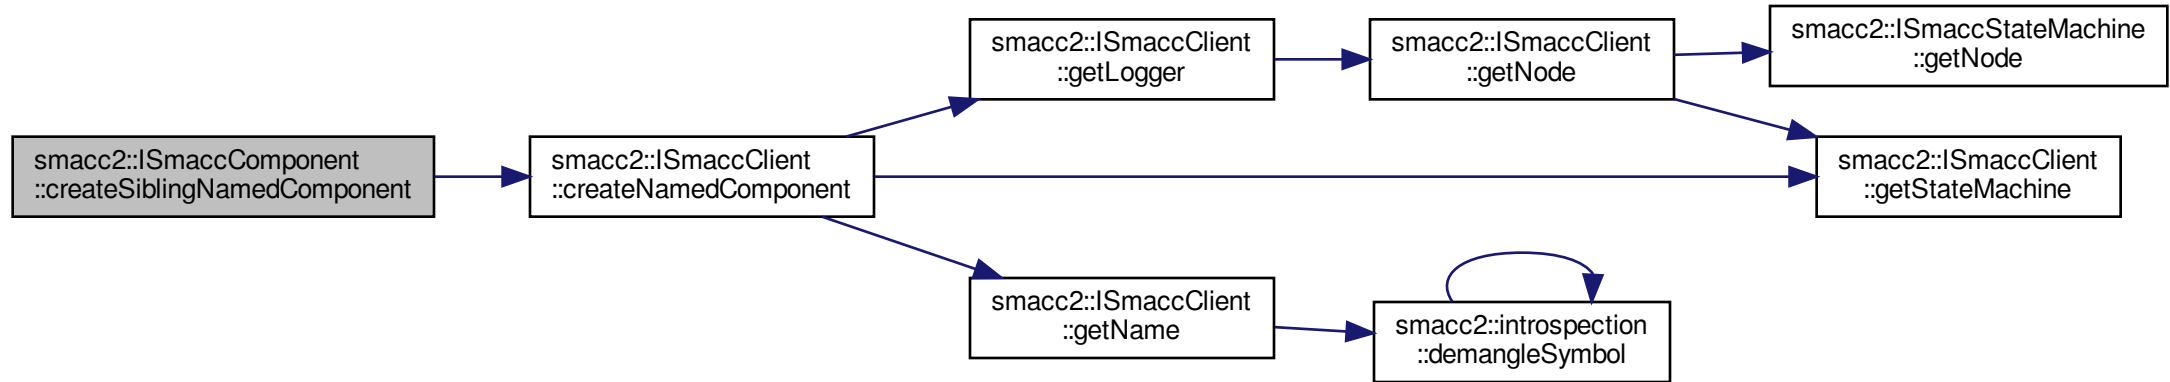 smacc2::ISmaccComponent
::createSiblingNamedComponent
smacc2::ISmaccClient
::createNamedComponent
smacc2::ISmaccClient
::getLogger
smacc2::ISmaccClient
::getNode
smacc2::ISmaccStateMachine
::getNode
smacc2::ISmaccClient
::getStateMachine
smacc2::ISmaccClient
::getName
smacc2::introspection
::demangleSymbol